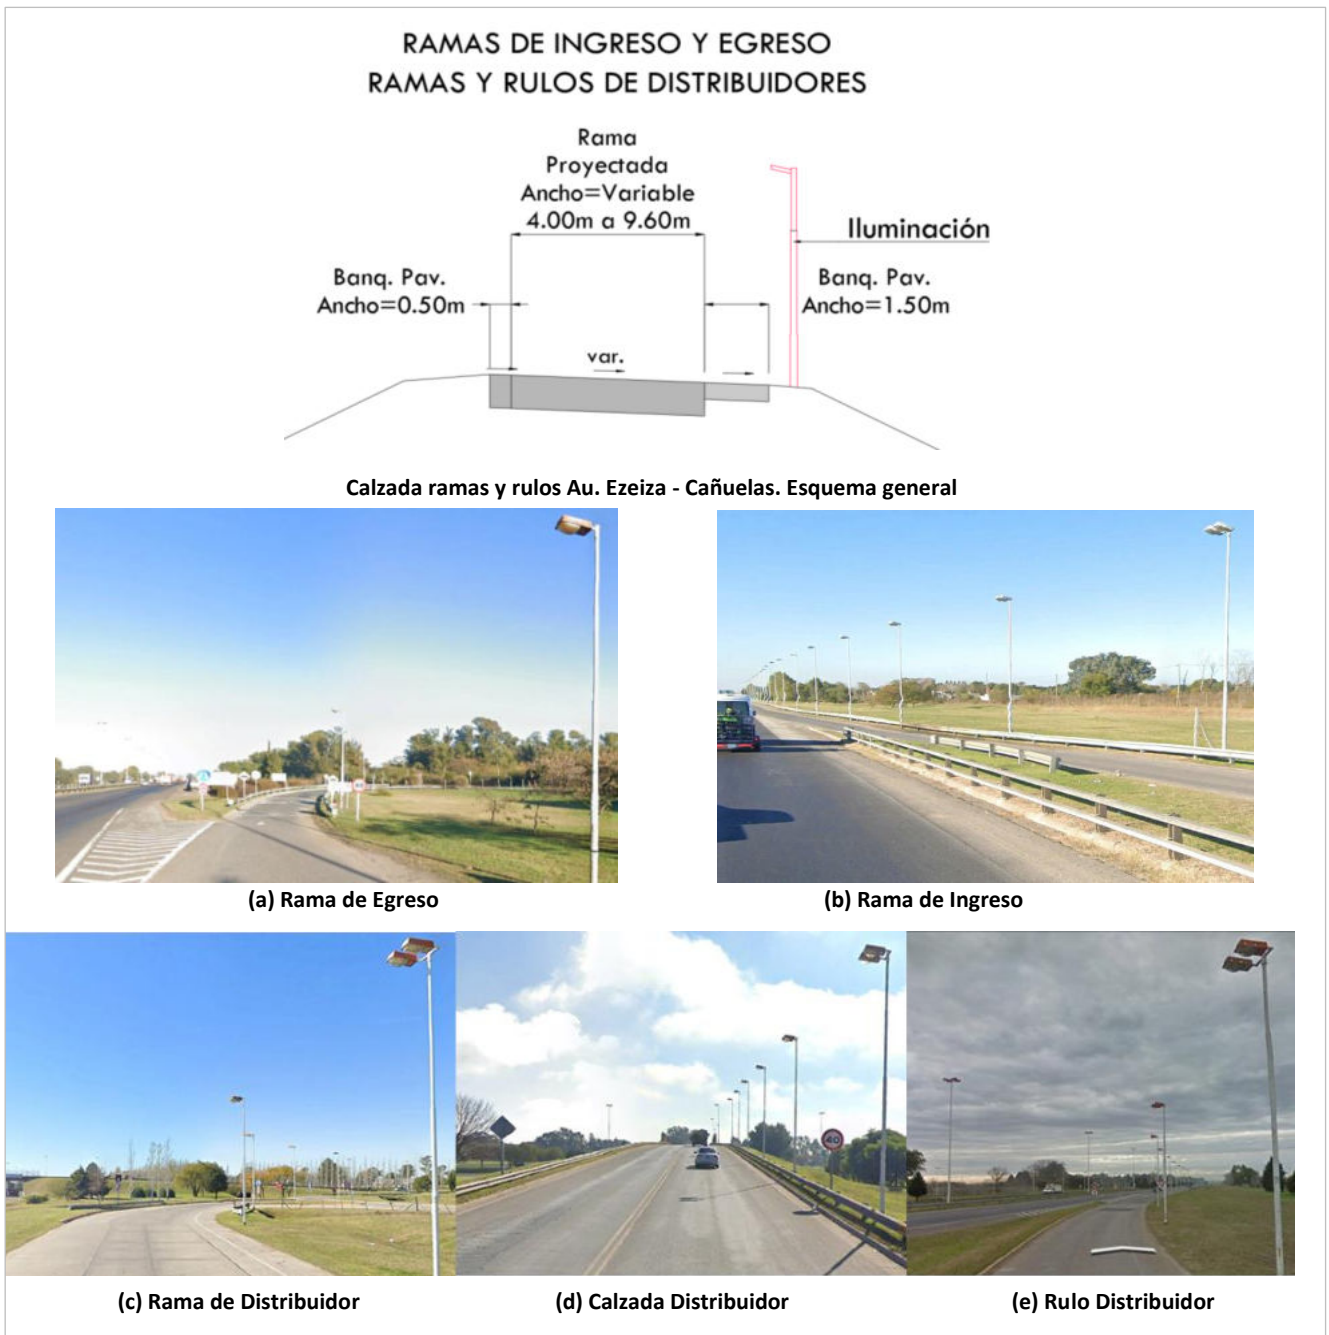 RAMAS DE INGRESO Y EGRESO
RAMAS Y RULOS DE DISTRIBUIDORES
Rama
Proyectada
Ancho=Variable
4.00m a 9.60m
Iluminación
Banq. Pav.
Ancho=0.50m
Banq. Pav.
Ancho=1.50m
var.
Calzada ramas y rulos Au. Ezeiza - Cañuelas. Esquema general
(a) Rama de Egreso
(b) Rama de Ingreso
40
(c) Rama de Distribuidor
(d) Calzada Distribuidor
(e) Rulo Distribuidor